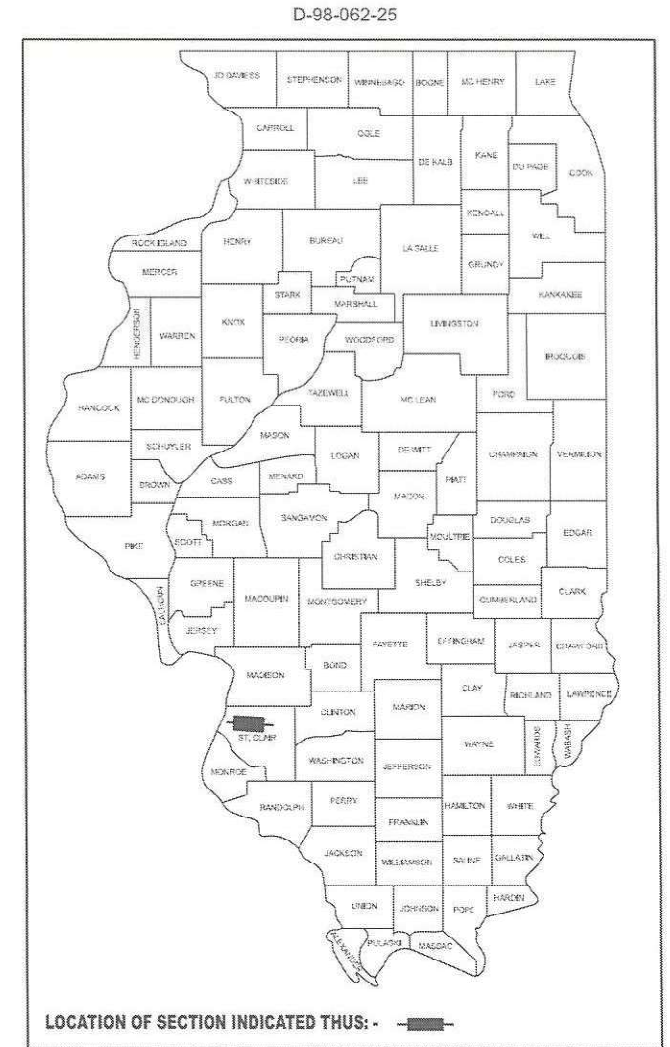 D-98-062-25
JO DAVIESS STEPHENSON WINNEBAGO BOONE MC HENRY LAKE
CARROLL OGLE
DE KALB KANE DU PAGE COOK
WHITESIDE LEE
KENDALL
ROCK ISLAND HENRY BUREAU LA SALLE WILL
GRUNDY
MERCER PUTNAM
STARK MARSHALL KANKAKEE
HENDERSON WARREN KNOX PEORIA WOODFORD LIVINGSTON
IROQUOIS
HANCOCK MC DONOUGH FULTON TAZEWELL MC LEAN FORD
MASON
SCHUYLER LOGAN DE WITT CHAMPAIGN VERMILION
ADAMS BROWN CASS MENARD PIATT
MACON
MORGAN SANGAMON DOUGLAS
PIKE SCOTT CHRISTIAN MOULTRIE EDGAR
COLES
GREENE SHELBY
CALHOUN MACOUPIN MONTGOMERY CUMBERLAND CLARK
JERSEY
FAYETTE EFFINGHAM JASPER CRAWFORD
MADISON BOND
CLAY RICHLAND LAWRENCE
CLINTON MARION
ST. CLAIR WAYNE EDWARDS WABASH
WASHINGTON JEFFERSON
MONROE
RANDOLPH PERRY HAMILTON WHITE
FRANKLIN
JACKSON WILLIAMSON SALINE GALLATIN
HARDIN
UNION JOHNSON POPE
ALEXANDER PULASKI MASSAC
LOCATION OF SECTION INDICATED THUS: -